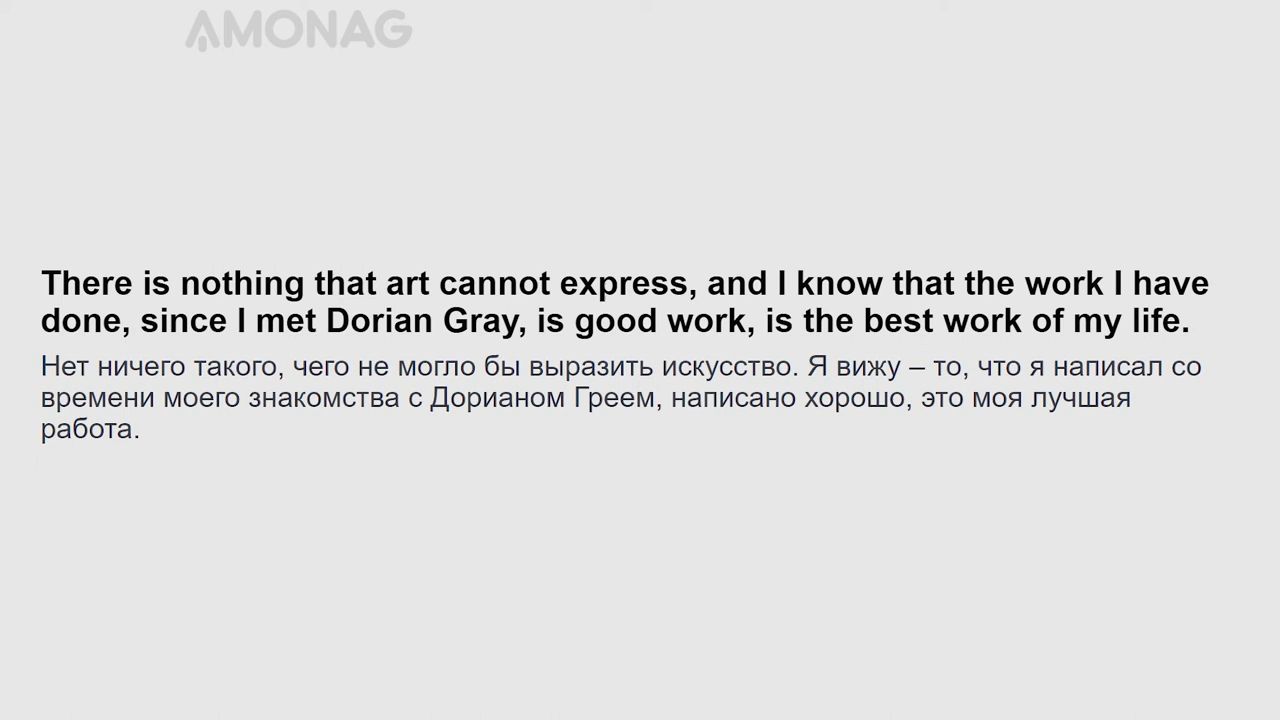 AMONAG
There is nothing that art cannot express, and I know that the work I have
done, since I met Dorian Gray, is good work, is the best work of my life.
Нет ничего такого, чего не могло бы выразить искусство. Я вижу – то, что я написал со
времени моего знакомства с Дорианом Греем, написано хорошо, это моя лучшая
работа.